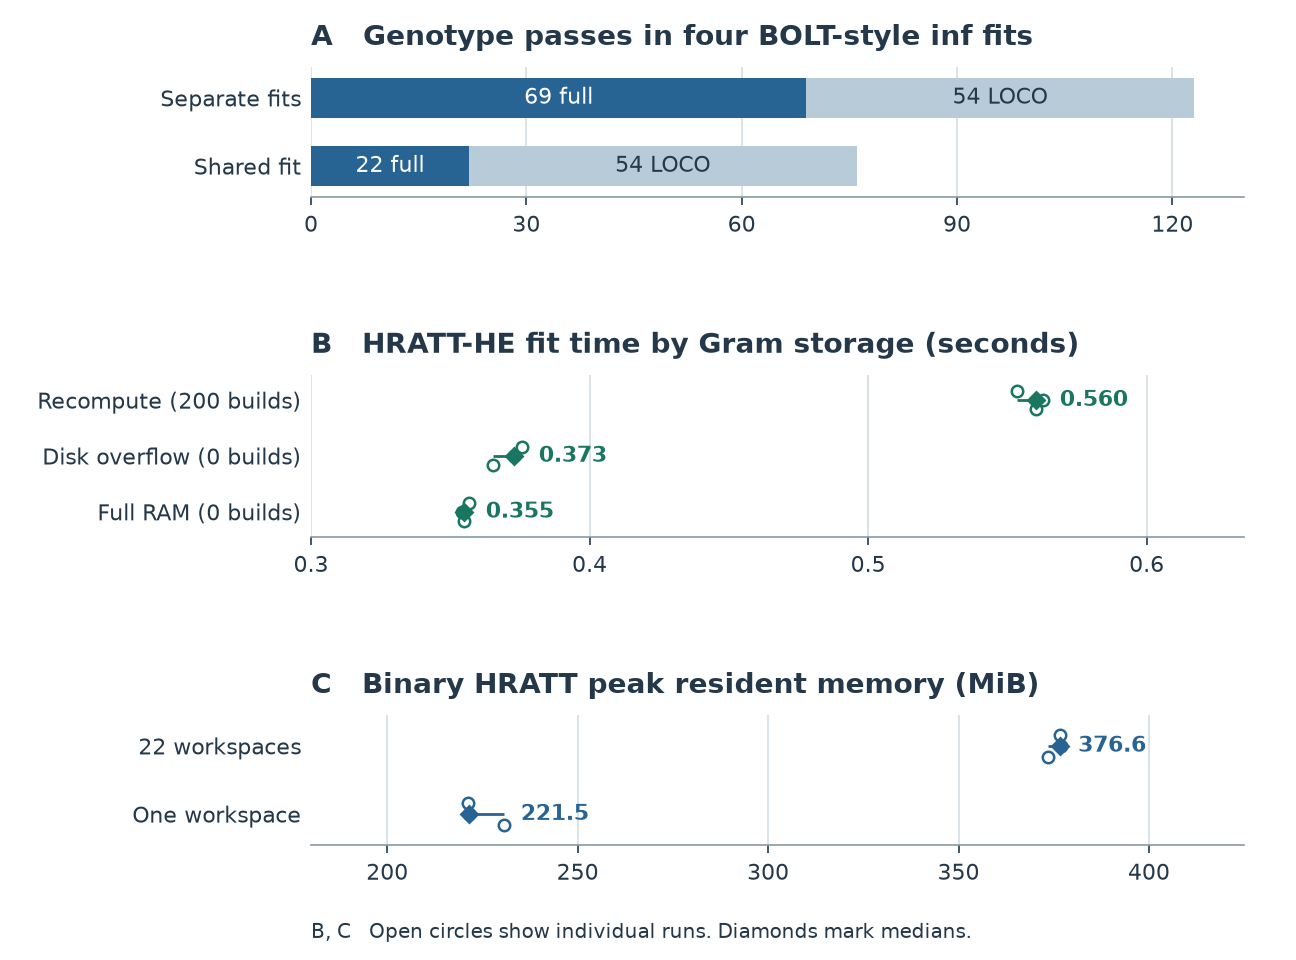 A Genotype passes in four BOLT-style inf fits
Separate fits 69 full 54 LOCO
Shared fit 22 full 54 LOCO
0 30 60 90 120
B HRATT-HE fit time by Gram storage (seconds)
Recompute (200 builds) 0.560
Disk overflow (0 builds) 0.373
Full RAM (0 builds) 0.355
0.3 0.4 0.5 0.6
C Binary HRATT peak resident memory (MiB)
22 workspaces 376.6
One workspace 221.5
200 250 300 350 400
B, C Open circles show individual runs. Diamonds mark medians.